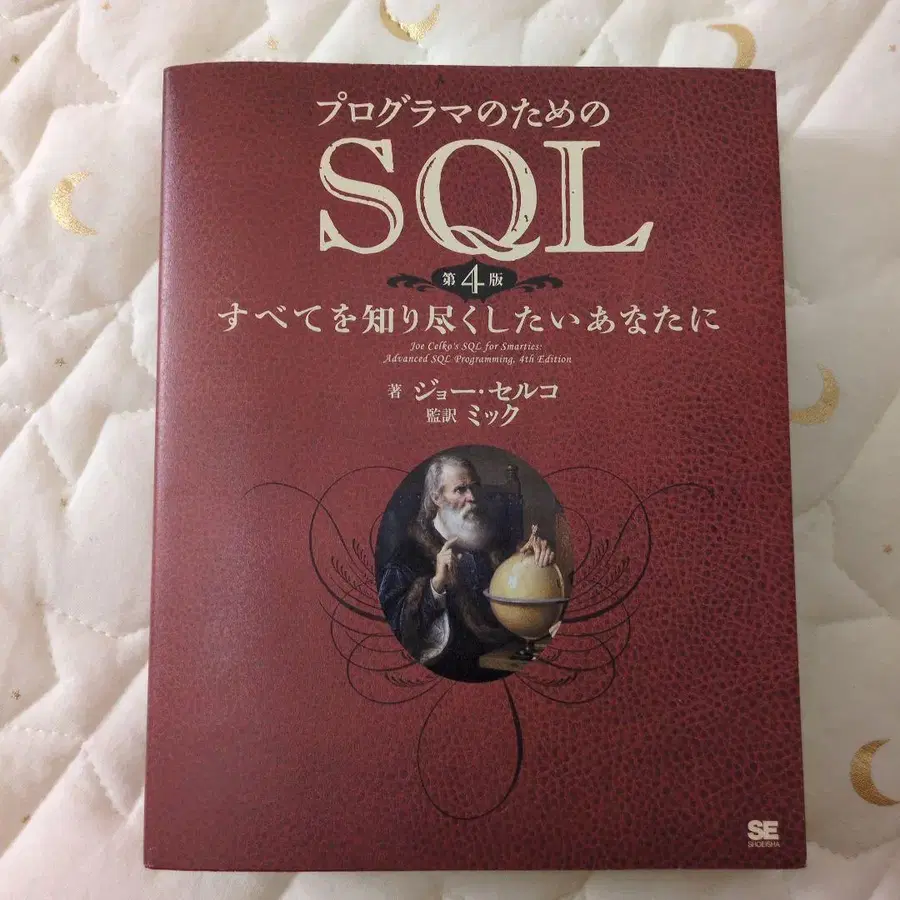 プログラマのための
SQL
第4版
すべてを知り尽くしたいあなたに
Joe Celko's SQL for Smarties:
Advanced SQL Programming, 4th Edition
著 ジョー・セルコ
監訳 ミック
SE
SHOEISHA